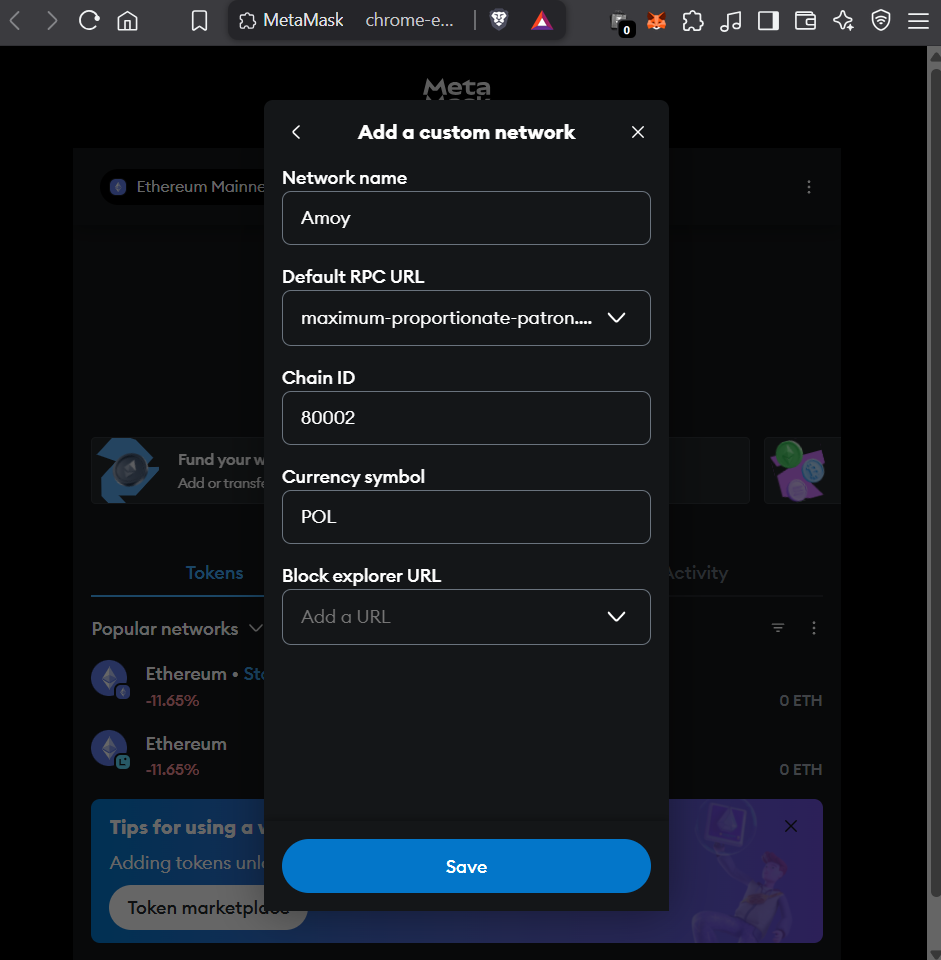 MetaMask
chrome-e...
0
Meta
Add a custom network
Ethereum Mainne
Network name
Amoy
Default RPC URL
maximum-proportionate-patron....
Chain ID
80002
Fund your w
Add or transfe
Currency symbol
POL
Tokens
Activity
Block explorer URL
Add a URL
Popular networks
Ethereum • Sta
-11.65%
0 ETH
Ethereum
-11.65%
0 ETH
Tips for using a w
Adding tokens unl
Token marketplace
Save